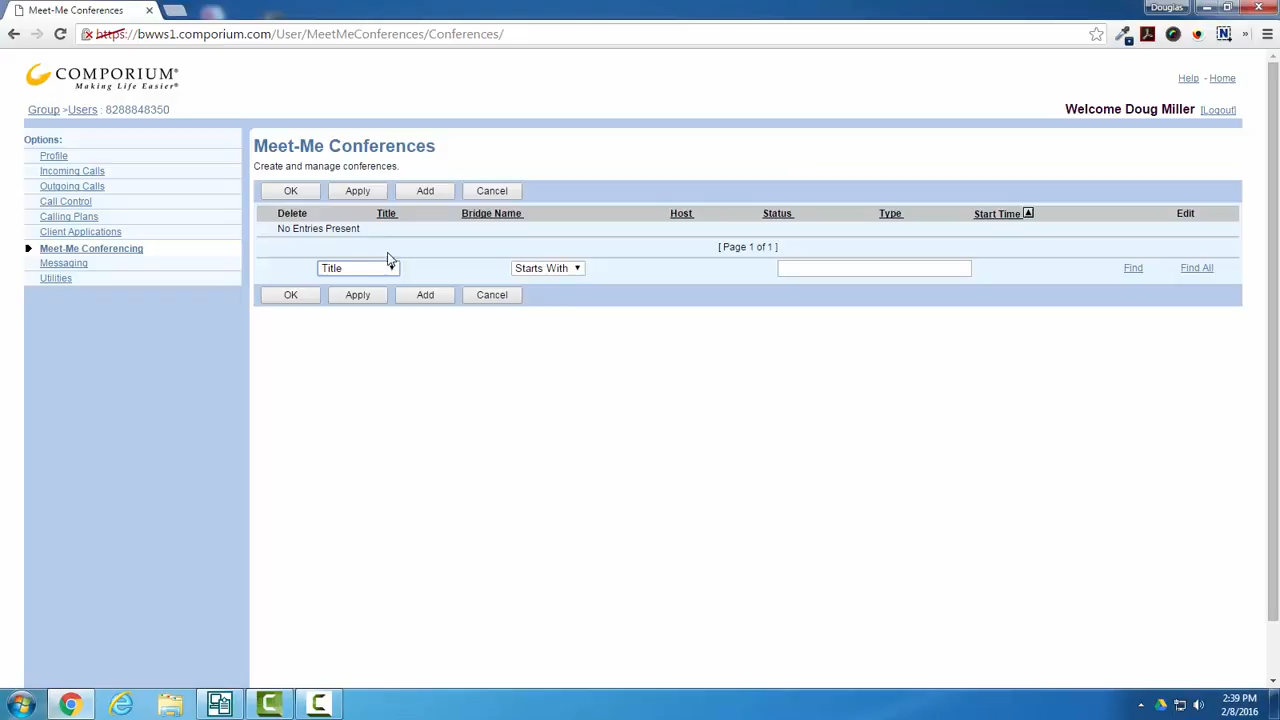 Meet-Me Conferences
Douglas
https://bwws1.comporium.com/User/MeetMeConferences/Conferences/
COMPORIUM
Making Life Easier
Help - Home
Group >Users : 8288848350
Welcome Doug Miller [Logout]
Options:
Profile
Incoming Calls
Outgoing Calls
Call Control
Calling Plans
Client Applications
Meet-Me Conferencing
Messaging
Utilities
Meet-Me Conferences
Create and manage conferences.
OK Apply Add Cancel
Delete Title Bridge Name Host Status Type Start Time Edit
No Entries Present
[ Page 1 of 1 ]
Title Starts With Find Find All
OK Apply Add Cancel
2:39 PM
2/8/2016